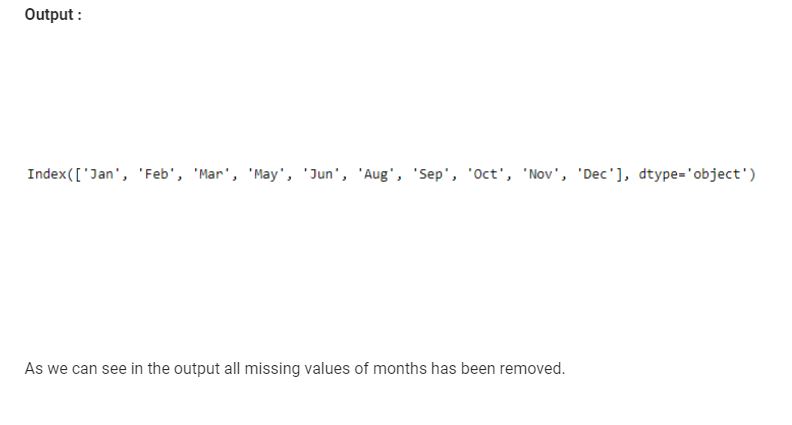 Output :
Index(['Jan', 'Feb', 'Mar', 'May', 'Jun', 'Aug', 'Sep', 'Oct', 'Nov', 'Dec'], dtype='object')
As we can see in the output all missing values of months has been removed.